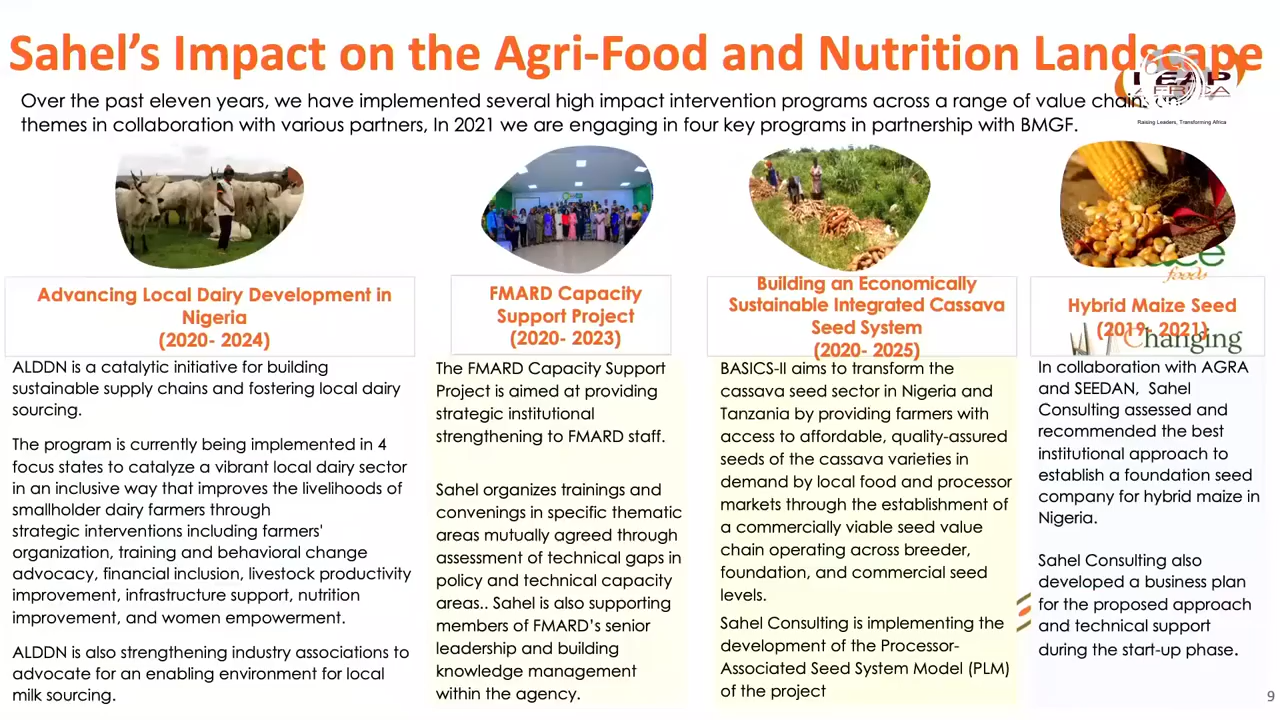 Sahel's Impact on the Agri-Food and Nutrition Landscape
LEAP
AFRICA
Raising Leaders, Transforming Africa
Over the past eleven years, we have implemented several high impact intervention programs across a range of value chains
themes in collaboration with various partners, In 2021 we are engaging in four key programs in partnership with BMGF.
Advancing Local Dairy Development in
Nigeria
(2020- 2024)
ALDDN is a catalytic initiative for building
sustainable supply chains and fostering local dairy
sourcing.
The program is currently being implemented in 4
focus states to catalyze a vibrant local dairy sector
in an inclusive way that improves the livelihoods of
smallholder dairy farmers through
strategic interventions including farmers'
organization, training and behavioral change
advocacy, financial inclusion, livestock productivity
improvement, infrastructure support, nutrition
improvement, and women empowerment.
ALDDN is also strengthening industry associations to
advocate for an enabling environment for local
milk sourcing.
FMARD Capacity
Support Project
(2020- 2023)
The FMARD Capacity Support
Project is aimed at providing
strategic institutional
strengthening to FMARD staff.
Sahel organizes trainings and
convenings in specific thematic
areas mutually agreed through
assessment of technical gaps in
policy and technical capacity
areas.. Sahel is also supporting
members of FMARD's senior
leadership and building
knowledge management
within the agency.
Building an Economically
Sustainable Integrated Cassava
Seed System
(2020- 2025)
BASICS-II aims to transform the
cassava seed sector in Nigeria and
Tanzania by providing farmers with
access to affordable, quality-assured
seeds of the cassava varieties in
demand by local food and processor
markets through the establishment of
a commercially viable seed value
chain operating across breeder,
foundation, and commercial seed
levels.
Sahel Consulting is implementing the
development of the Processor-
Associated Seed System Model (PLM)
of the project
foods
Hybrid Maize Seed
(2019- 2021)
Changing
In collaboration with AGRA
and SEEDAN, Sahel
Consulting assessed and
recommended the best
institutional approach to
establish a foundation seed
company for hybrid maize in
Nigeria.
Sahel Consulting also
developed a business plan
for the proposed approach
and technical support
during the start-up phase.
9